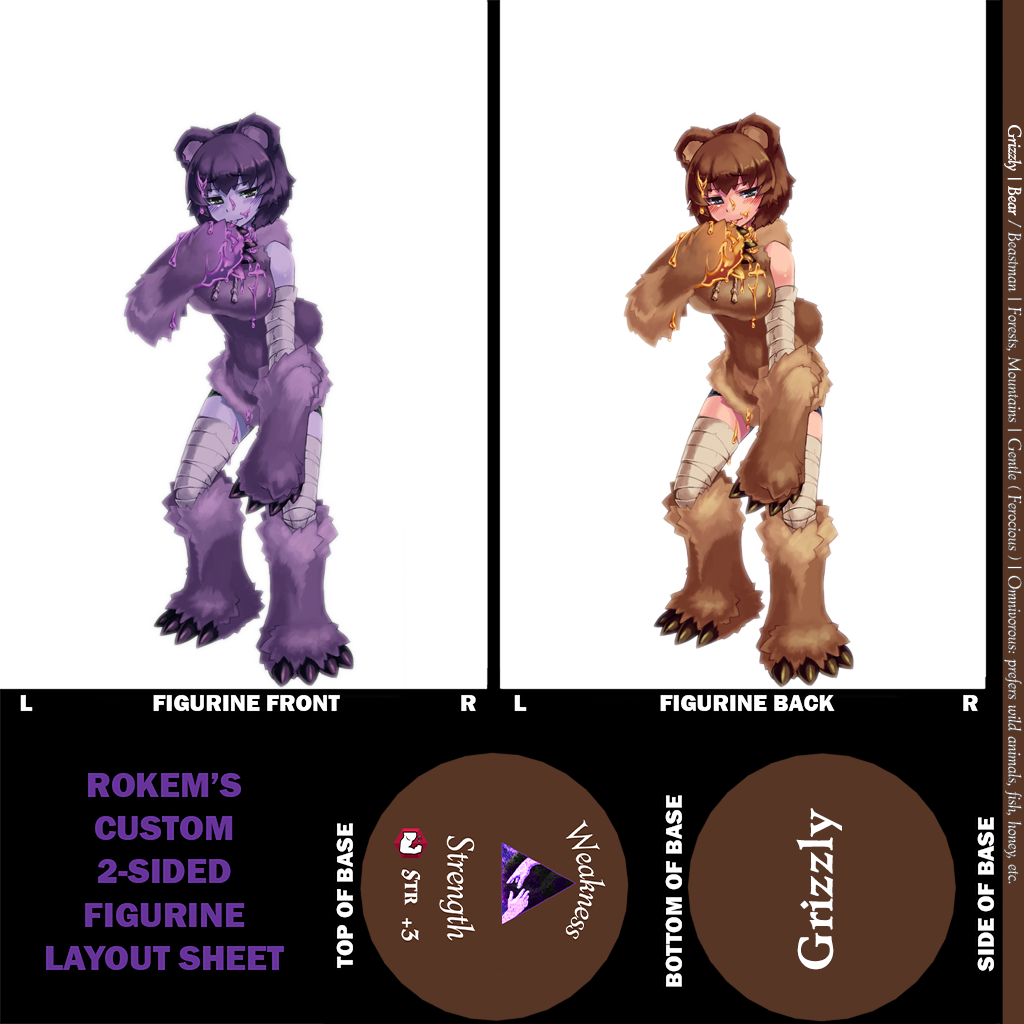 L
FIGURINE FRONT
R
L
FIGURINE BACK
R
Grizzly | Bear / Beastman | Forests, Mountains | Gentle ( Ferocious ) | Omnivorous: prefers wild animals, fish, honey, etc.
ROKEM'S
CUSTOM
2-SIDED
FIGURINE
LAYOUT SHEET
TOP OF BASE
Weakness
Strength
STR +3
BOTTOM OF BASE
Grizzly
SIDE OF BASE